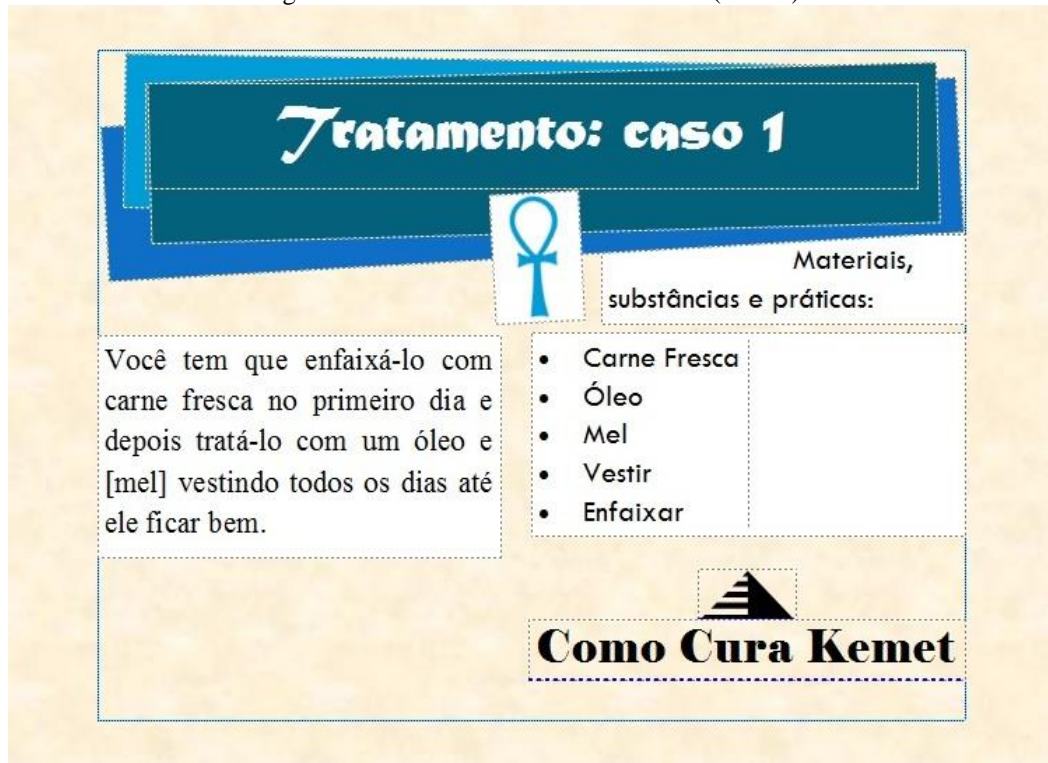 Tratamento: caso 1
Materiais,
substâncias e práticas:
Você tem que enfaixá-lo com
carne fresca no primeiro dia e
depois tratá-lo com um óleo e
[mel] vestindo todos os dias até
ele ficar bem.
• Carne Fresca
• Óleo
• Mel
• Vestir
• Enfaixar
Como Cura Kemet